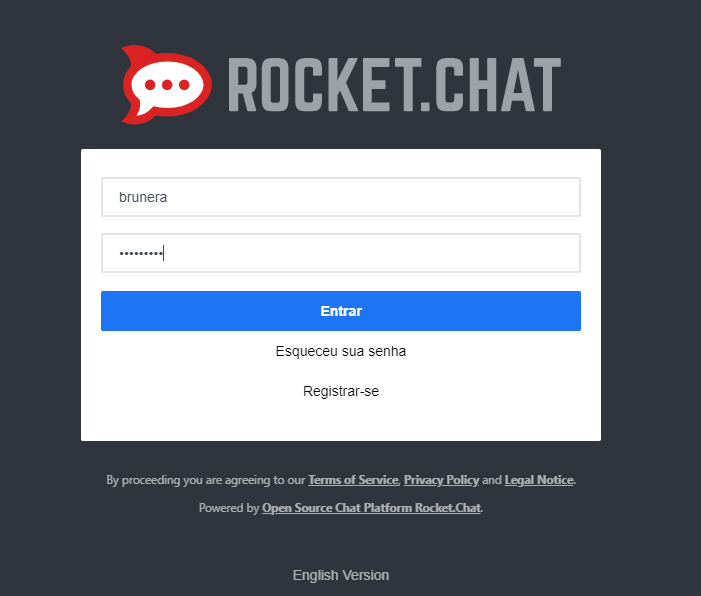 ROCKET.CHAT
brunera
•••••••••
Entrar
Esqueceu sua senha
Registrar-se
By proceeding you are agreeing to our Terms of Service, Privacy Policy and Legal Notice.
Powered by Open Source Chat Platform Rocket.Chat.
English Version